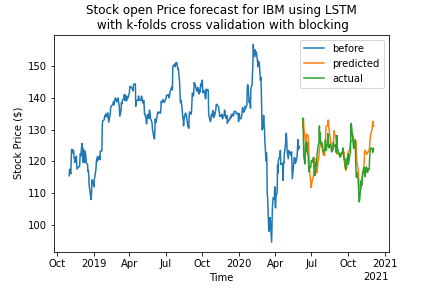 Stock open Price forecast for IBM using LSTM
with k-folds cross validation with blocking
before
predicted
actual
Stock Price ($)
150
140
130
120
110
100
Oct 2019 Apr Jul Oct 2020 Apr Jul Oct 2021
Time
2021